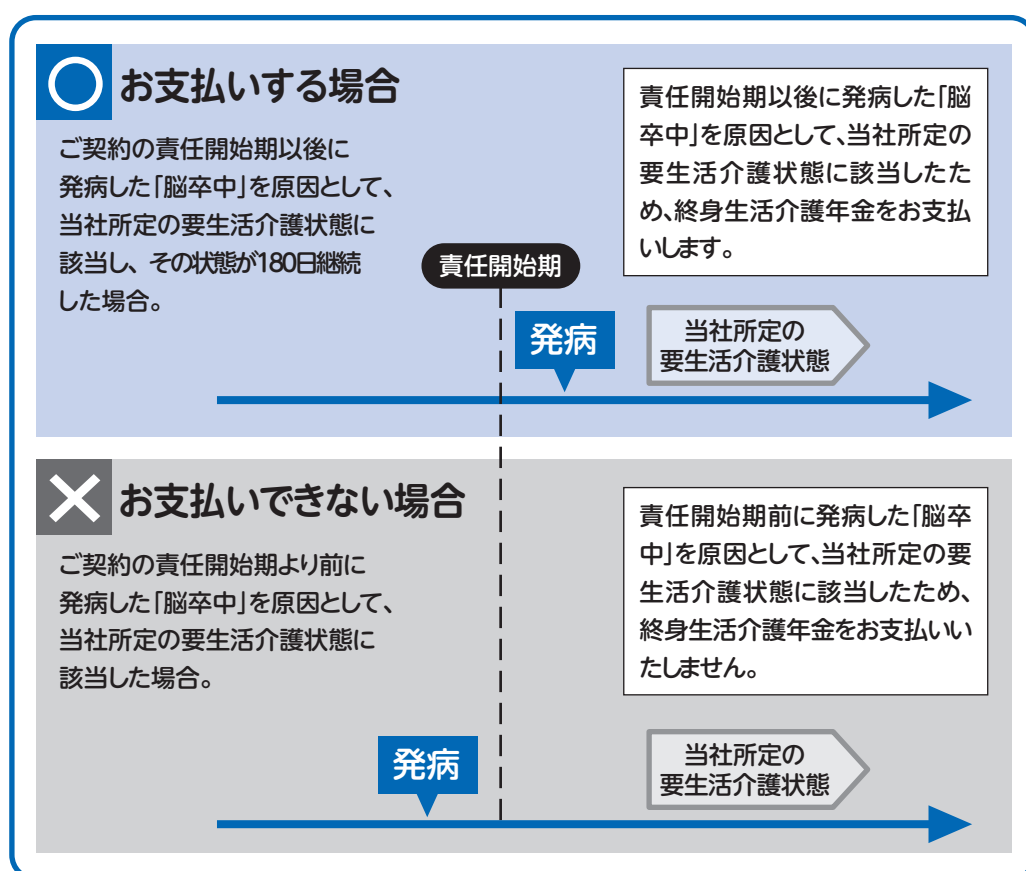 お支払いする場合
ご契約の責任開始期以後に
発病した「脳卒中」を原因として、
当社所定の要生活介護状態に
該当し、その状態が180日継続
した場合。
責任開始期以後に発病した「脳
卒中」を原因として、当社所定の
要生活介護状態に該当したた
め、終身生活介護年金をお支払
いします。
責任開始期
発病
当社所定の
要生活介護状態
お支払いできない場合
ご契約の責任開始期より前に
発病した「脳卒中」を原因として、
当社所定の要生活介護状態に
該当した場合。
責任開始期前に発病した「脳卒
中」を原因として、当社所定の要
生活介護状態に該当したため、
終身生活介護年金をお支払いい
たしません。
発病
当社所定の
要生活介護状態